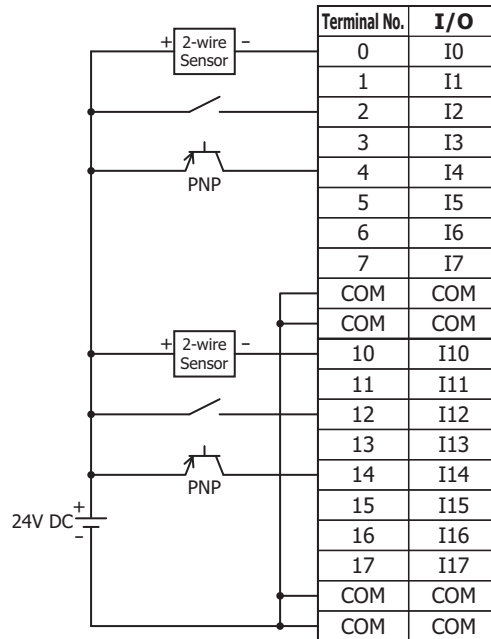 Terminal No. I/O
+ 2-wire Sensor − 0 I0
1 I1
2 I2
3 I3
PNP 4 I4
5 I5
6 I6
7 I7
COM COM
COM COM
+ 2-wire Sensor − 10 I10
11 I11
12 I12
13 I13
PNP 14 I14
15 I15
24V DC + − 16 I16
17 I17
COM COM
COM COM